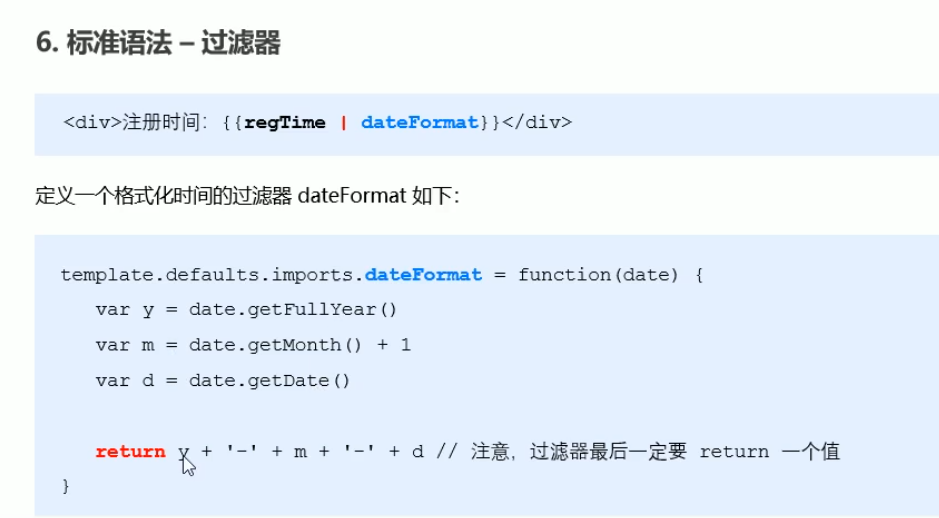 6. 标准语法 – 过滤器
<div>注册时间：{{regTime | dateFormat}}</div>
定义一个格式化时间的过滤器 dateFormat 如下：
template.defaults.imports.dateFormat = function(date) {
var y = date.getFullYear()
var m = date.getMonth() + 1
var d = date.getDate()
return y + '-' + m + '-' + d // 注意，过滤器最后一定要 return 一个值
}